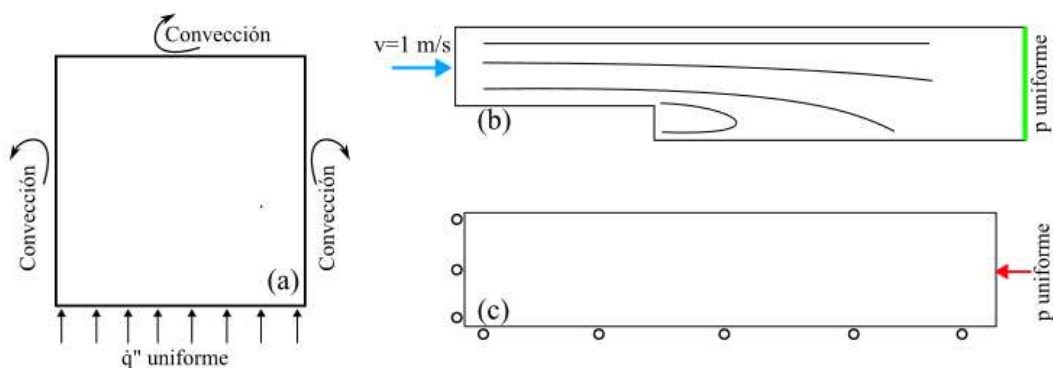 Convección
Convección
Convección
(a)
q̇" uniforme
v=1 m/s
(b)
p uniforme
(c)
p uniforme